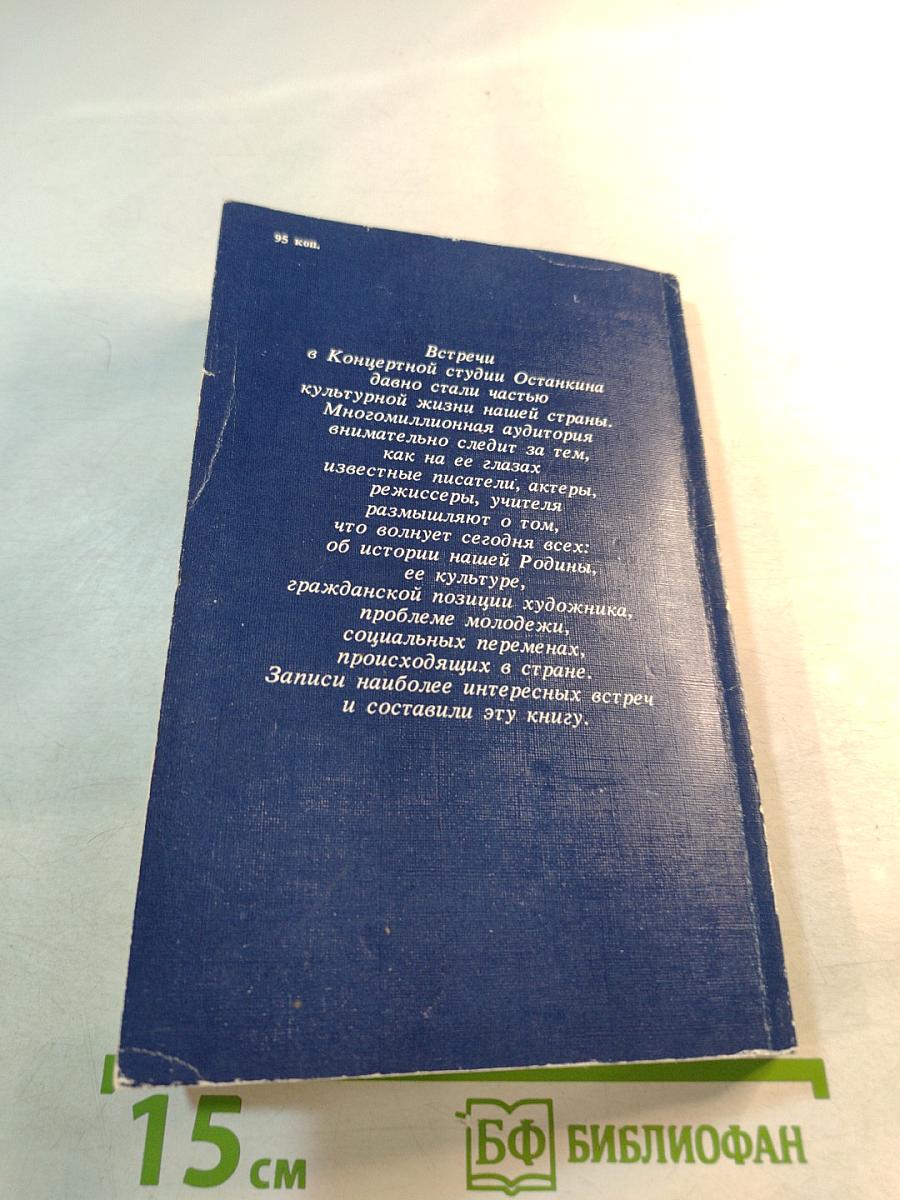 95 коп.
Встречи
в Концертной студии Останкина
давно стали частью
культурной жизни нашей страны.
Многомиллионная аудитория
внимательно следит за тем,
как на ее глазах
известные писатели, актеры,
режиссеры, учителя
размышляют о том,
что волнует сегодня всех:
об истории нашей Родины,
ее культуре,
гражданской позиции художника,
проблеме молодежи,
социальных переменах,
происходящих в стране.
Записи наиболее интересных встреч
и составили эту книгу.
15 см
БФ БИБЛИОФАН